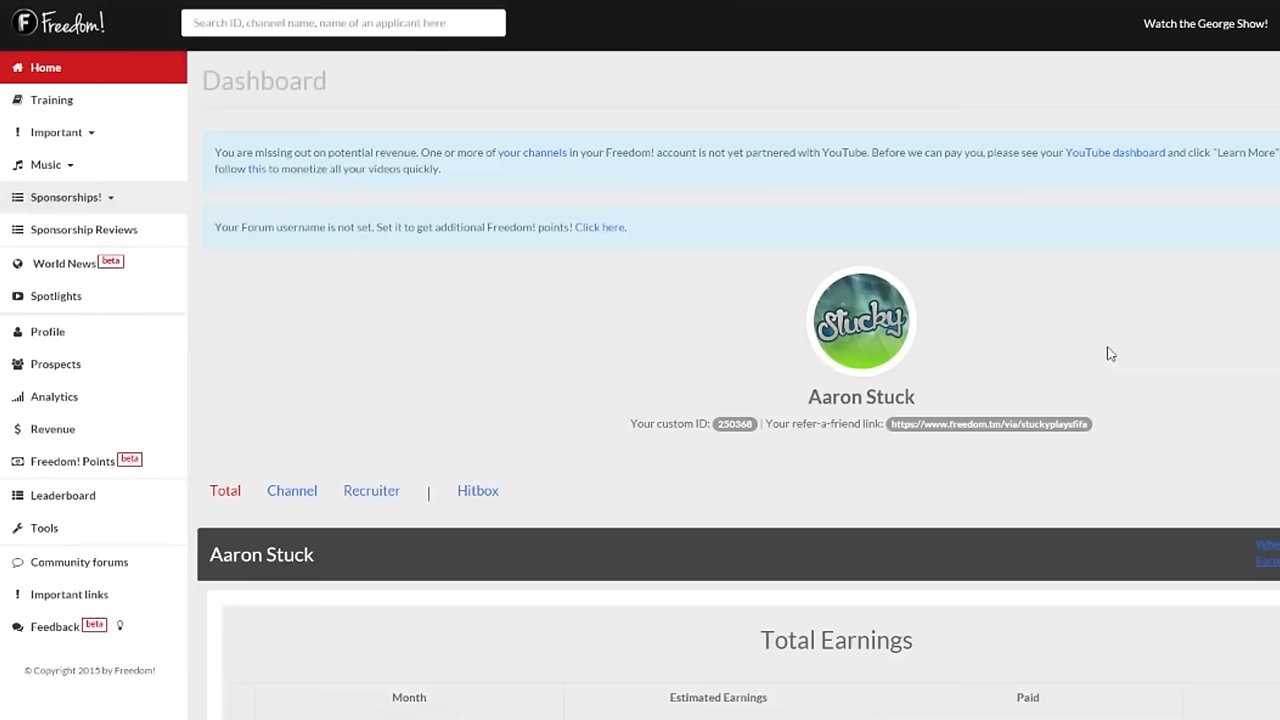 Freedom!
Search ID, channel name, name of an applicant here
Watch the George Show!
Home
Training
Important
Music
Sponsorships!
Sponsorship Reviews
World News beta
Spotlights
Profile
Prospects
Analytics
Revenue
Freedom! Points beta
Leaderboard
Tools
Community forums
Important links
Feedback beta
© Copyright 2015 by Freedom!
Dashboard
You are missing out on potential revenue. One or more of your channels in your Freedom! account is not yet partnered with YouTube. Before we can pay you, please see your YouTube dashboard and click "Learn More"
follow this to monetize all your videos quickly.
Your Forum username is not set. Set it to get additional Freedom! points! Click here.
Stucky
Aaron Stuck
Your custom ID: 250368 | Your refer-a-friend link: https://www.freedom.tm/via/stuckyplaysfifa
Total Channel Recruiter | Hitbox
Aaron Stuck
Total Earnings
Month Estimated Earnings Paid